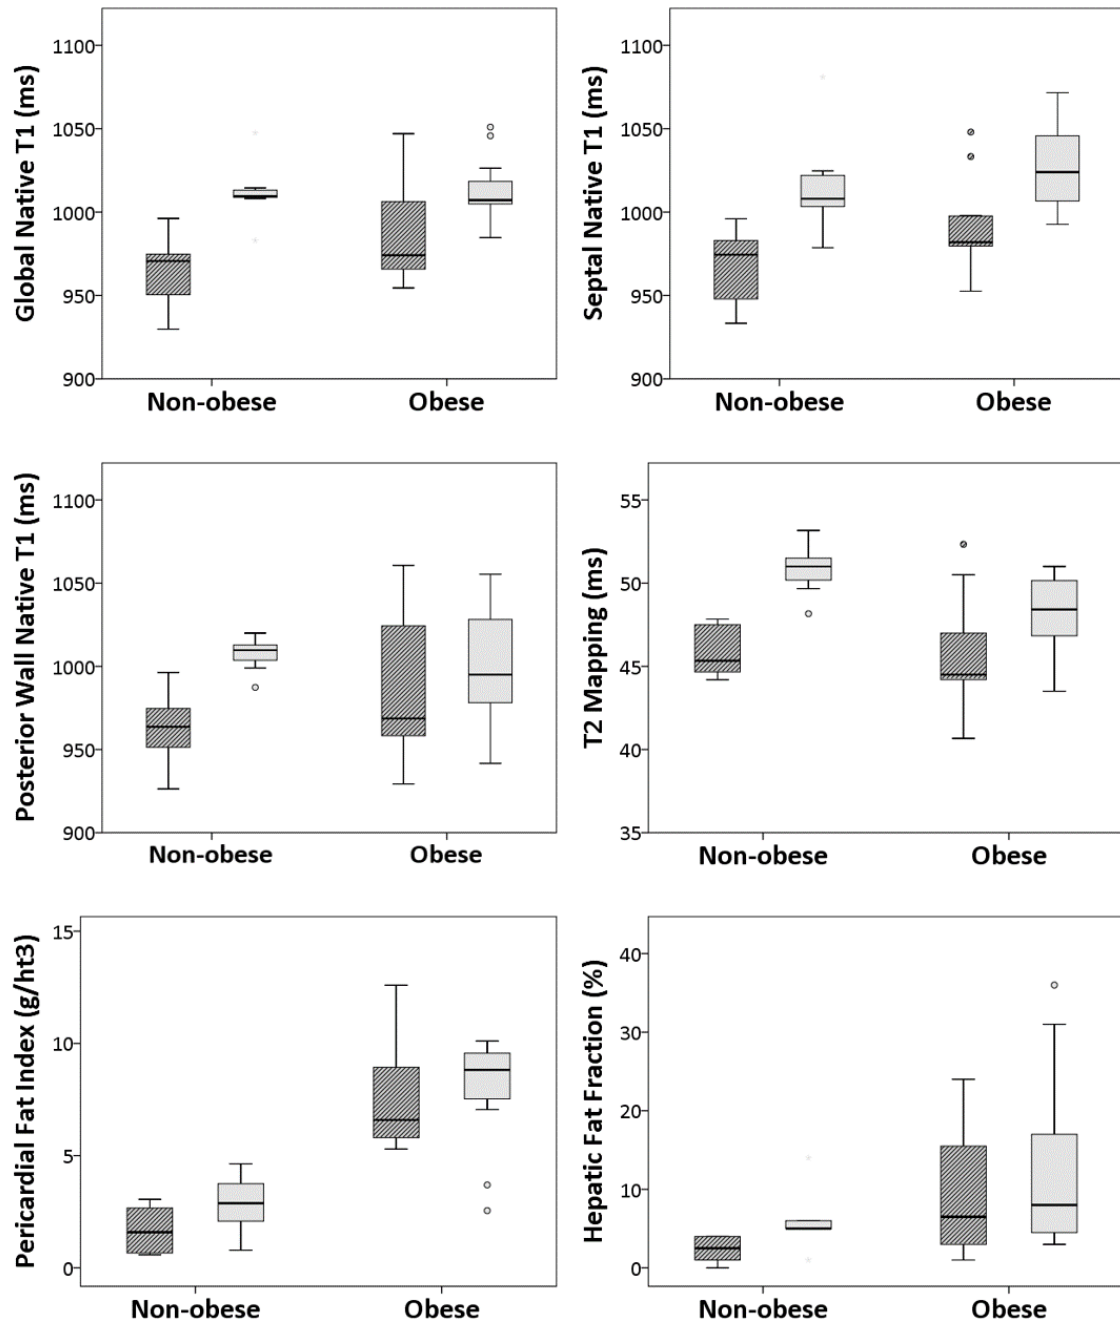 Global Native T1 (ms)
1100
1050
1000
950
900
Non-obese
Obese
Septal Native T1 (ms)
1100
1050
1000
950
900
Non-obese
Obese
Posterior Wall Native T1 (ms)
1100
1050
1000
950
900
Non-obese
Obese
T2 Mapping (ms)
55
50
45
40
35
Non-obese
Obese
Pericardial Fat Index (g/ht3)
15
10
5
0
Non-obese
Obese
Hepatic Fat Fraction (%)
40
30
20
10
0
Non-obese
Obese